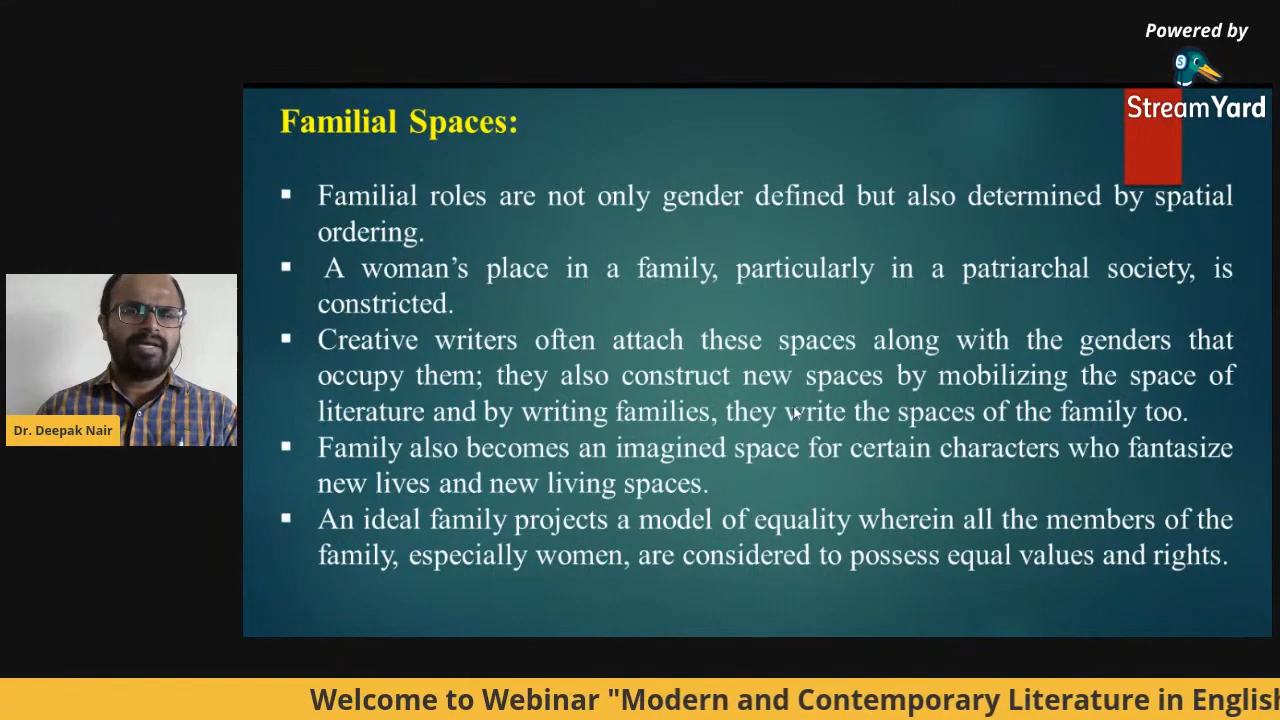 Powered by
StreamYard
Familial Spaces:
▪ Familial roles are not only gender defined but also determined by spatial
ordering.
▪ A woman’s place in a family, particularly in a patriarchal society, is
constricted.
▪ Creative writers often attach these spaces along with the genders that
occupy them; they also construct new spaces by mobilizing the space of
literature and by writing families, they write the spaces of the family too.
▪ Family also becomes an imagined space for certain characters who fantasize
new lives and new living spaces.
▪ An ideal family projects a model of equality wherein all the members of the
family, especially women, are considered to possess equal values and rights.
Dr. Deepak Nair
Welcome to Webinar "Modern and Contemporary Literature in English